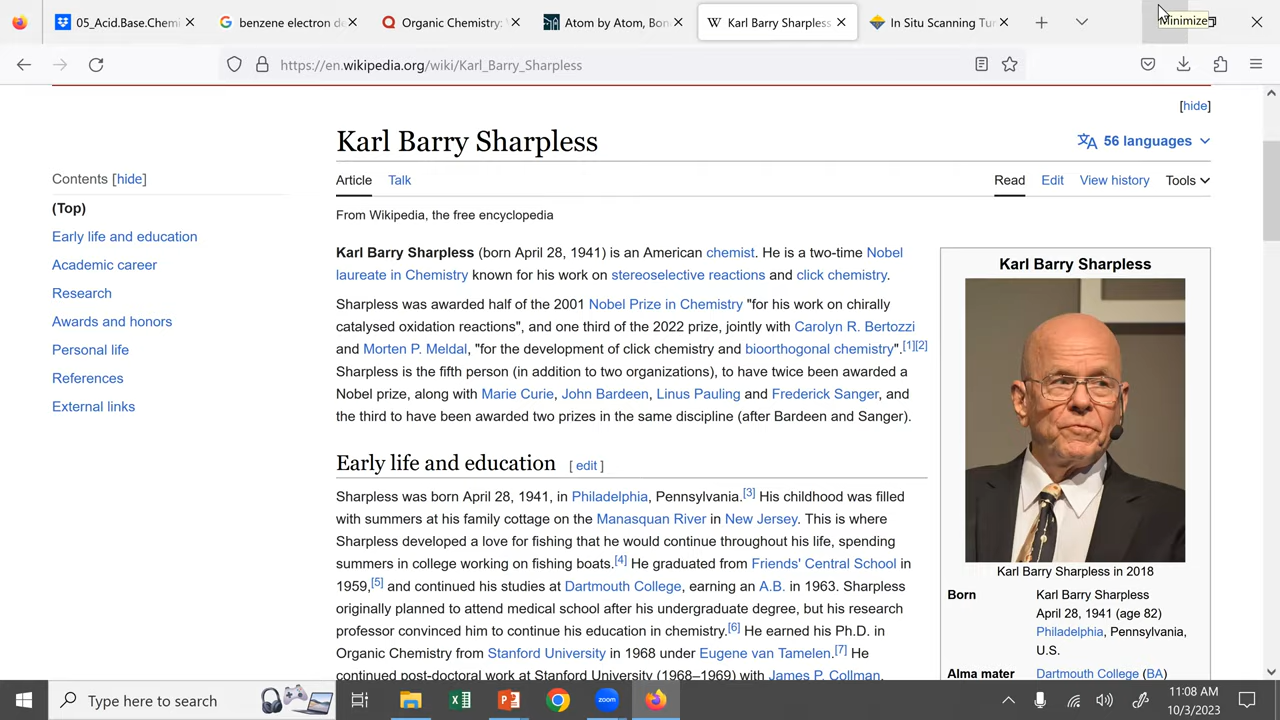 05_Acid.Base.Chemi
benzene electron de
Organic Chemistry:
Atom by Atom, Bon
Karl Barry Sharpless
In Situ Scanning Tur
Minimize
https://en.wikipedia.org/wiki/Karl_Barry_Sharpless
[hide]
Karl Barry Sharpless
56 languages
Contents [hide]
(Top)
Early life and education
Academic career
Research
Awards and honors
Personal life
References
External links
Article Talk
Read Edit View history Tools
From Wikipedia, the free encyclopedia
Karl Barry Sharpless (born April 28, 1941) is an American chemist. He is a two-time Nobel
laureate in Chemistry known for his work on stereoselective reactions and click chemistry.
Sharpless was awarded half of the 2001 Nobel Prize in Chemistry "for his work on chirally
catalysed oxidation reactions", and one third of the 2022 prize, jointly with Carolyn R. Bertozzi
and Morten P. Meldal, "for the development of click chemistry and bioorthogonal chemistry".[1][2]
Sharpless is the fifth person (in addition to two organizations), to have twice been awarded a
Nobel prize, along with Marie Curie, John Bardeen, Linus Pauling and Frederick Sanger, and
the third to have been awarded two prizes in the same discipline (after Bardeen and Sanger).
Early life and education [ edit ]
Sharpless was born April 28, 1941, in Philadelphia, Pennsylvania.[3] His childhood was filled
with summers at his family cottage on the Manasquan River in New Jersey. This is where
Sharpless developed a love for fishing that he would continue throughout his life, spending
summers in college working on fishing boats.[4] He graduated from Friends' Central School in
1959,[5] and continued his studies at Dartmouth College, earning an A.B. in 1963. Sharpless
originally planned to attend medical school after his undergraduate degree, but his research
professor convinced him to continue his education in chemistry.[6] He earned his Ph.D. in
Organic Chemistry from Stanford University in 1968 under Eugene van Tamelen.[7] He
continued post-doctoral work at Stanford University (1968–1969) with James P. Collman,
Karl Barry Sharpless
Karl Barry Sharpless in 2018
Born Karl Barry Sharpless
April 28, 1941 (age 82)
Philadelphia, Pennsylvania,
U.S.
Alma mater Dartmouth College (BA)
Type here to search
zoom
11:08 AM
10/3/2023